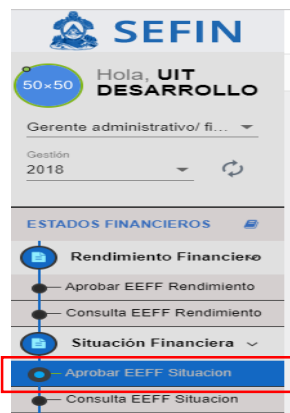 SEFIN
50×50
Hola, UIT
DESARROLLO
Gerente administrativo/ fi...
Gestión
2018
ESTADOS FINANCIEROS
Rendimiento Financiero
Aprobar EEFF Rendimiento
Consulta EEFF Rendimiento
Situación Financiera
Aprobar EEFF Situacion
Consulta EEFF Situacion